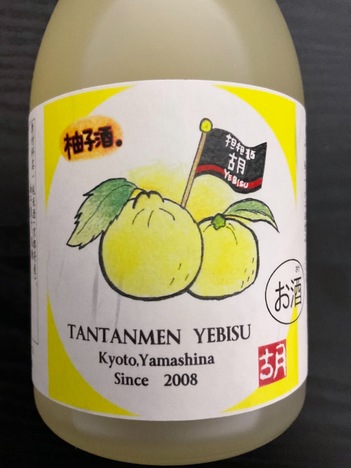 柚子酒。
担担麺
胡
YEBISU
お酒
TANTANMEN YEBISU
Kyoto,Yamashina
Since 2008
胡